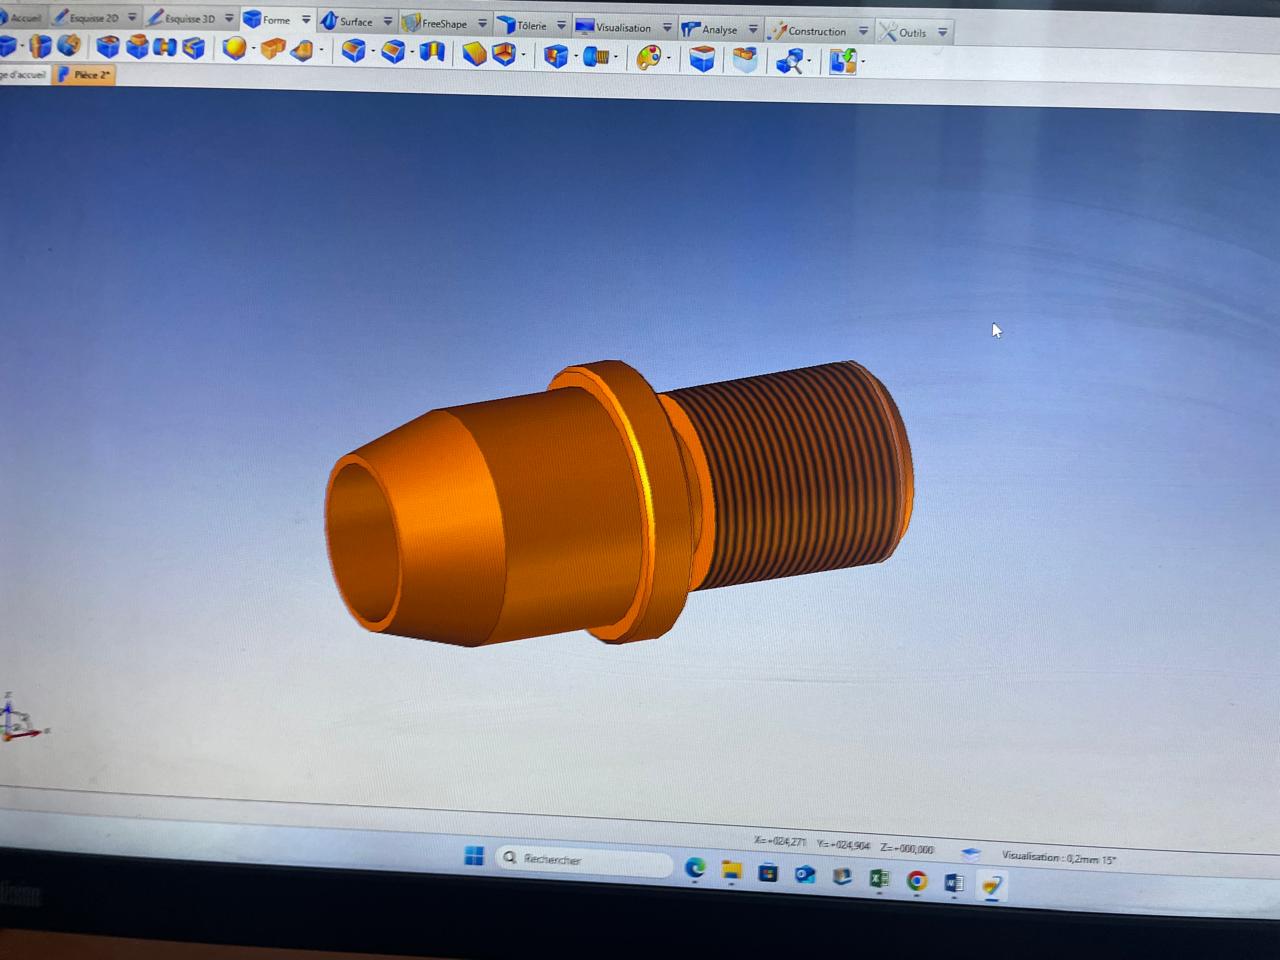 Accueil Esquisse 2D Esquisse 3D Forme Surface FreeShape Tôlerie Visualisation Analyse Construction Outils
ge d'accueil Pièce 2*
X=+024,271 Y=+024,904 Z=+000,000 Visualisation : 0,2mm 15°
Rechercher